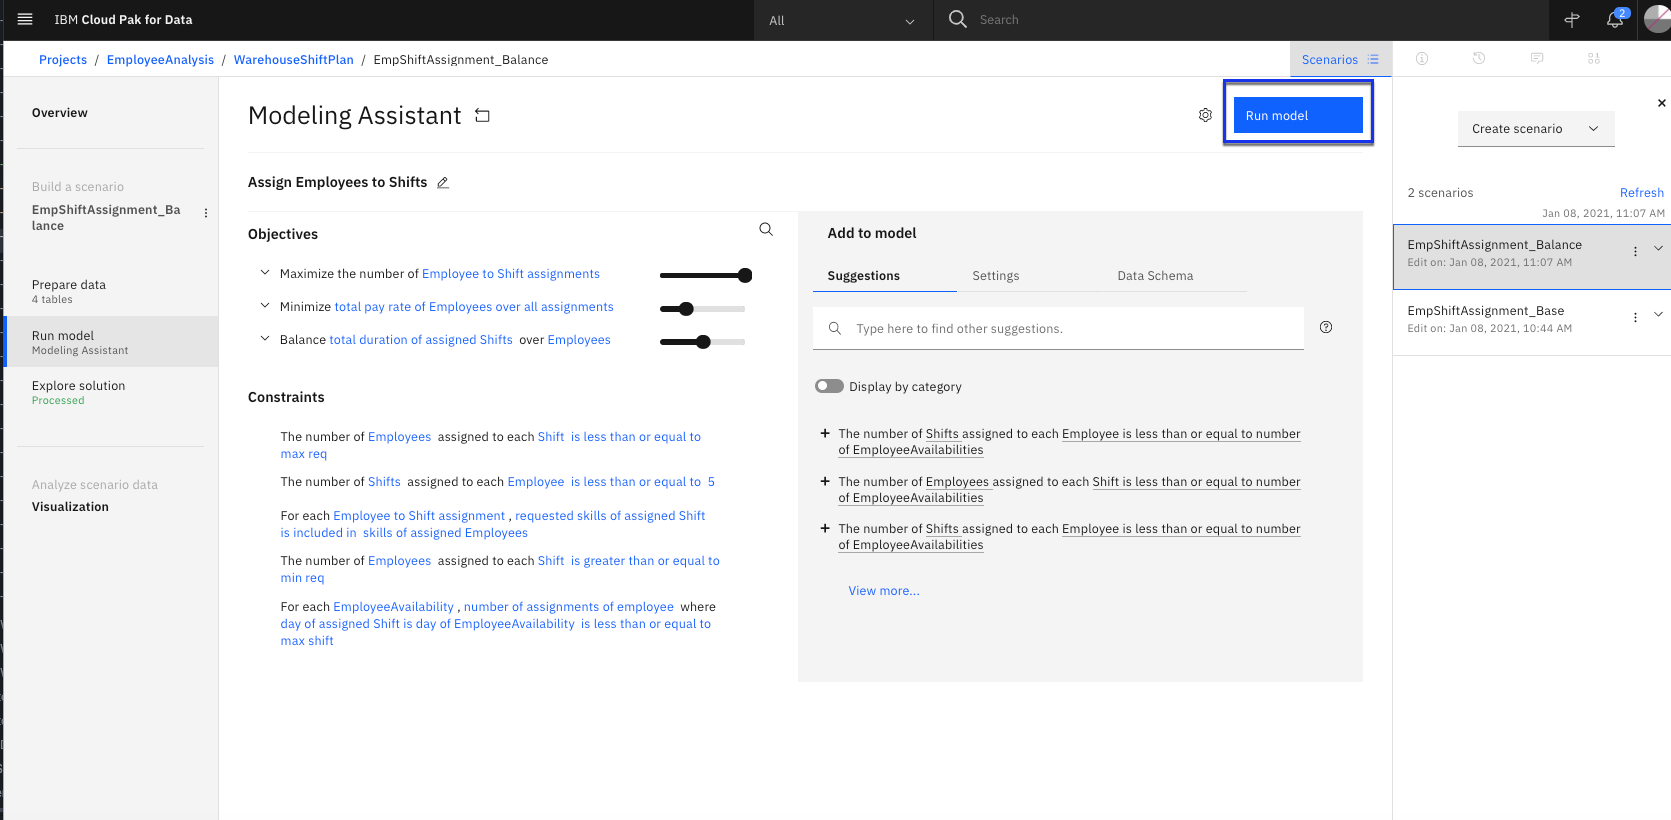 IBM Cloud Pak for Data
All
Search
2
Projects / EmployeeAnalysis / WarehouseShiftPlan / EmpShiftAssignment_Balance
Scenarios
Overview
Build a scenario
EmpShiftAssignment_Ba
lance
Prepare data
4 tables
Run model
Modeling Assistant
Explore solution
Processed
Analyze scenario data
Visualization
Modeling Assistant
Run model
Assign Employees to Shifts
Objectives
Maximize the number of Employee to Shift assignments
Minimize total pay rate of Employees over all assignments
Balance total duration of assigned Shifts over Employees
Constraints
The number of Employees assigned to each Shift is less than or equal to
max req
The number of Shifts assigned to each Employee is less than or equal to 5
For each Employee to Shift assignment , requested skills of assigned Shift
is included in skills of assigned Employees
The number of Employees assigned to each Shift is greater than or equal to
min req
For each EmployeeAvailability , number of assignments of employee where
day of assigned Shift is day of EmployeeAvailability is less than or equal to
max shift
Add to model
Suggestions
Settings
Data Schema
Type here to find other suggestions.
Display by category
+ The number of Shifts assigned to each Employee is less than or equal to number
of EmployeeAvailabilities
+ The number of Employees assigned to each Shift is less than or equal to number
of EmployeeAvailabilities
+ The number of Shifts assigned to each Employee is less than or equal to number
of EmployeeAvailabilities
View more...
Create scenario
2 scenarios
Refresh
Jan 08, 2021, 11:07 AM
EmpShiftAssignment_Balance
Edit on: Jan 08, 2021, 11:07 AM
EmpShiftAssignment_Base
Edit on: Jan 08, 2021, 10:44 AM